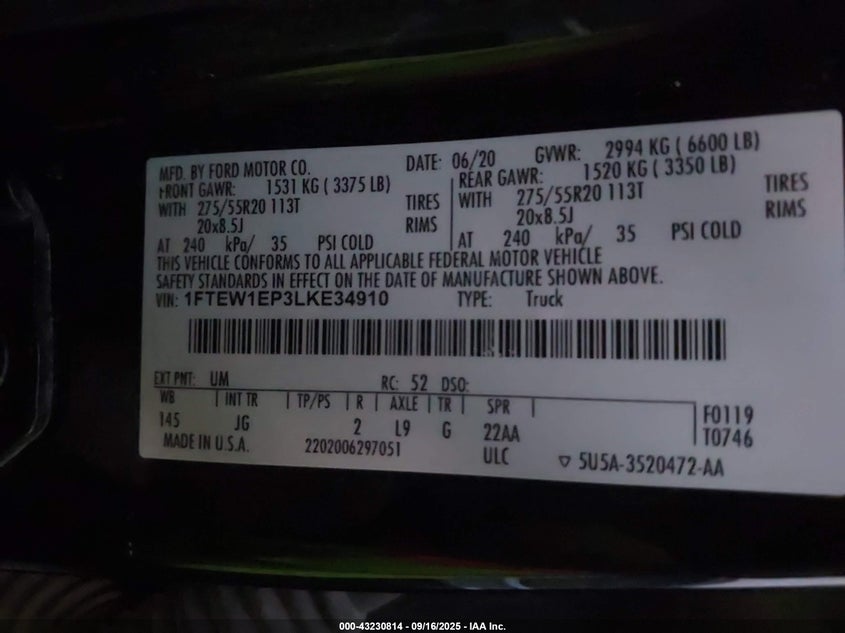 MFD. BY FORD MOTOR CO. DATE: 06/20 GVWR: 2994 KG ( 6600 LB)
FRONT GAWR: 1531 KG ( 3375 LB) REAR GAWR: 1520 KG ( 3350 LB)
WITH 275/55R20 113T TIRES WITH 275/55R20 113T TIRES
20x8.5J RIMS 20x8.5J RIMS
AT 240 kPa/ 35 PSI COLD AT 240 kPa/ 35 PSI COLD
THIS VEHICLE CONFORMS TO ALL APPLICABLE FEDERAL MOTOR VEHICLE
SAFETY STANDARDS IN EFFECT ON THE DATE OF MANUFACTURE SHOWN ABOVE.
VIN: 1FTEW1EP3LKE34910 TYPE: Truck
EXT PNT: UM RC: 52 DSO:
WB INT TR TP/PS R AXLE TR SPR F0119
145 JG 2 L9 G 22AA T0746
MADE IN U.S.A. 2202006297051 ULC ▽ 5U5A-3520472-AA
000-43230814 - 09/16/2025 - IAA Inc.